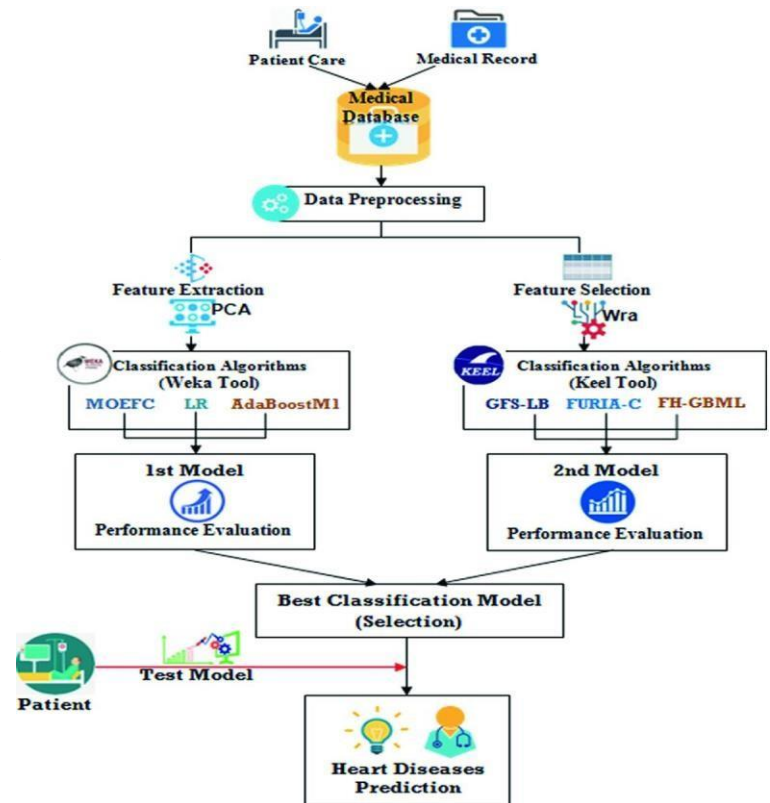 Patient Care
Medical Record
Medical
Database
Data Preprocessing
Feature Extraction
PCA
Feature Selection
Wra
WEKA
Classification Algorithms
(Weka Tool)
MOEFC LR AdaBoostM1
KEEL
Classification Algorithms
(Keel Tool)
GFS-LB FURIA-C FH-GBML
1st Model
Performance Evaluation
2nd Model
Performance Evaluation
Best Classification Model
(Selection)
Test Model
Patient
Heart Diseases
Prediction